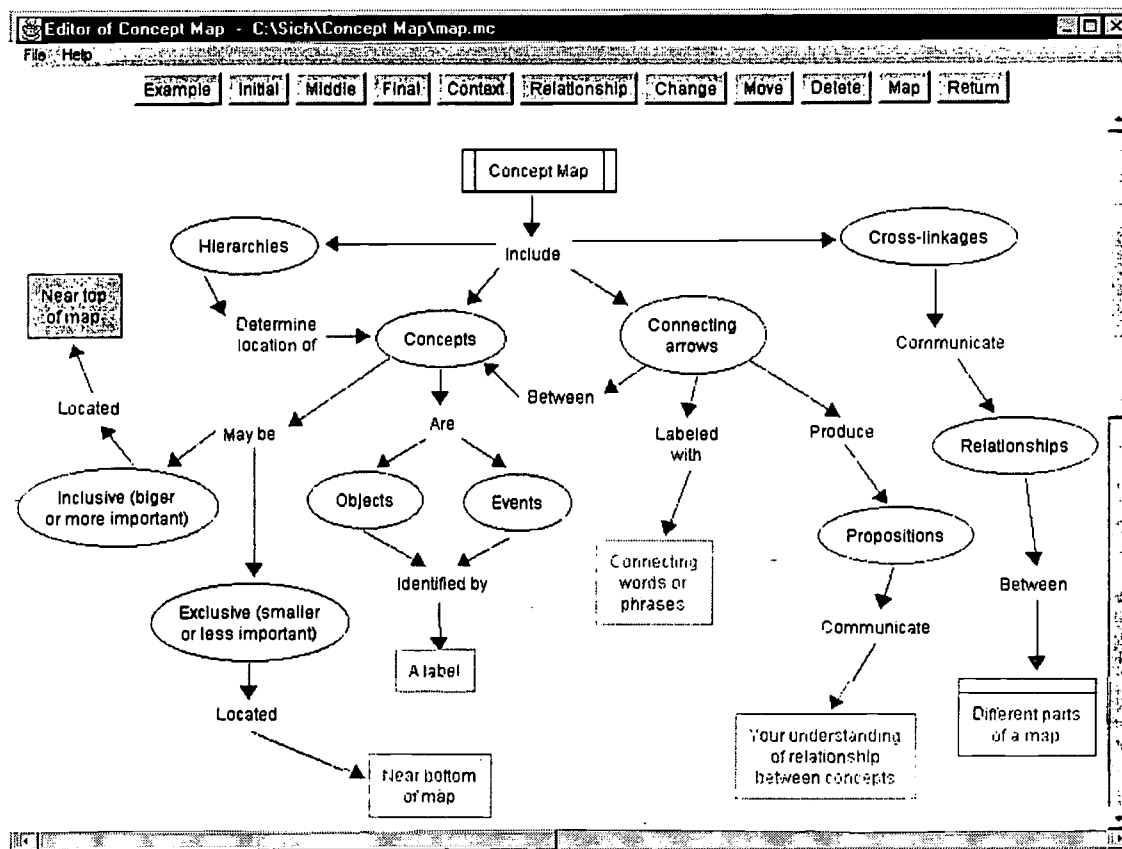 Editor of Concept Map - C:\Sich\Concept Map\map.mc
File Help
Example Initial Middle Final Context Relationship Change Move Delete Map Return
Concept Map
Hierarchies
Include
Cross-linkages
Near top
of map
Determine
location of
Concepts
Connecting
arrows
Communicate
Located
May be
Are
Between
Labeled
with
Produce
Relationships
Inclusive (biger
or more important)
Objects
Events
Connecting
words or
phrases
Propositions
Identified by
Between
Exclusive (smaller
or less important)
Communicate
A label
Located
Your understanding
of relationship
between concepts
Different parts
of a map
Near bottom
of map